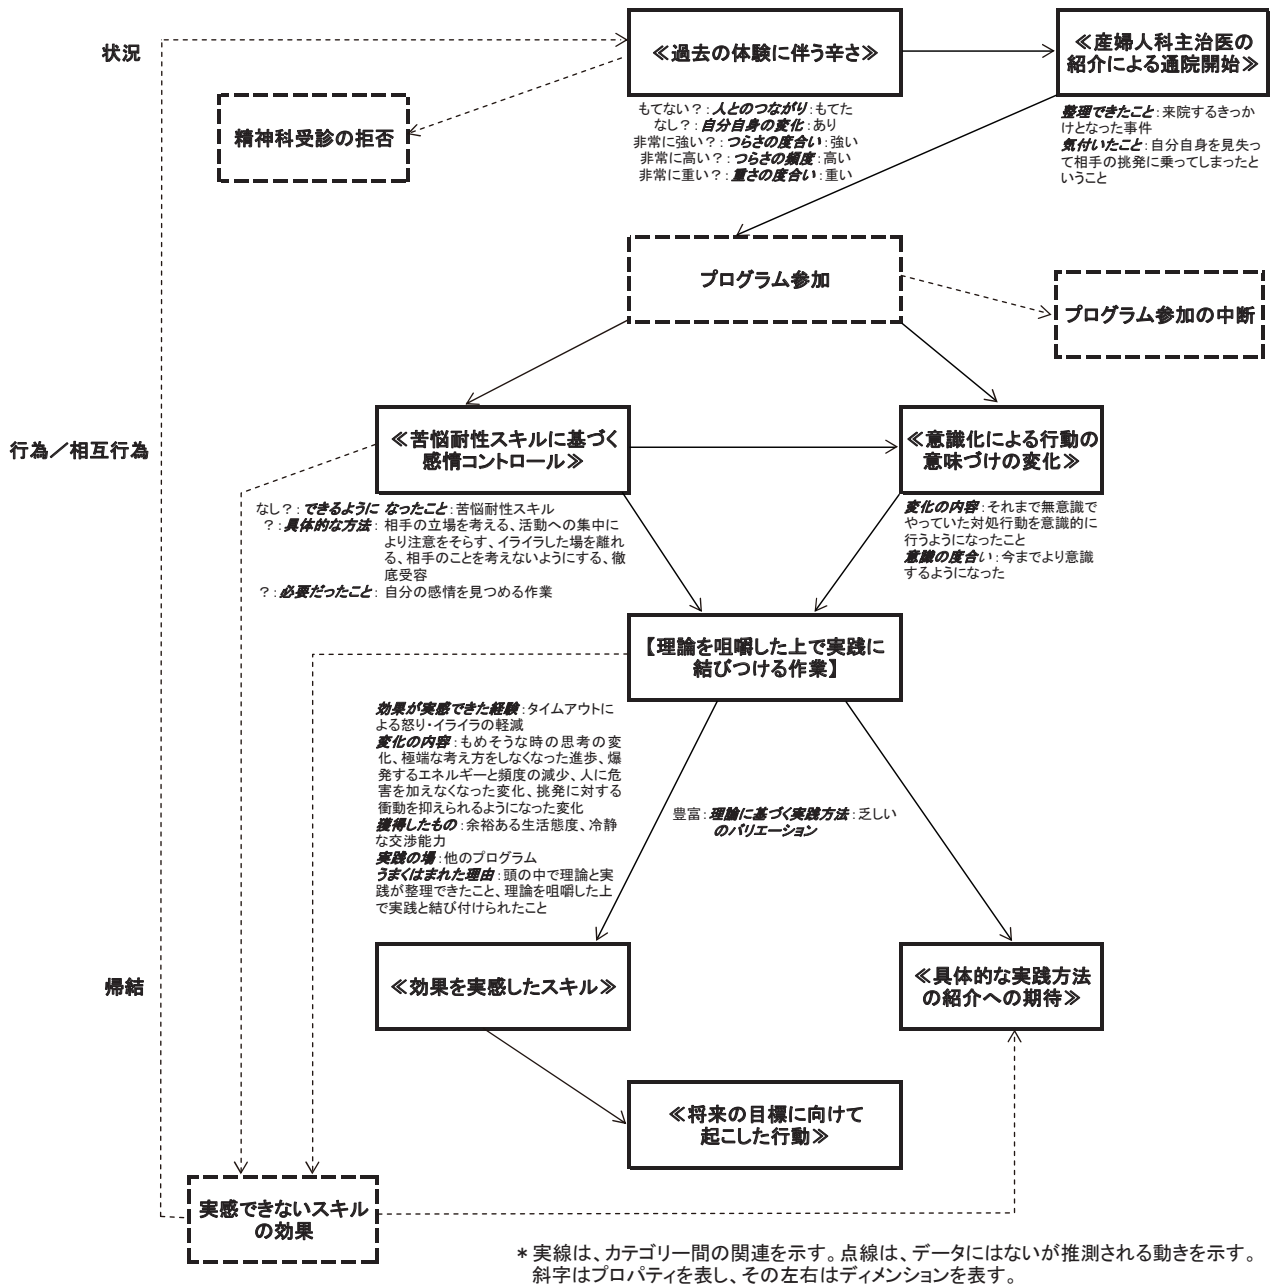 状況
≪過去の体験に伴う辛さ≫
≪産婦人科主治医の
紹介による通院開始≫
精神科受診の拒否
もてない？：人とのつながり：もてた
なし？：自分自身の変化：あり
非常に強い？：つらさの度合い：強い
非常に高い？：つらさの頻度：高い
非常に重い？：重さの度合い：重い
整理できたこと：来院するきっか
けとなった事件
気付いたこと：自分自身を見失っ
て相手の挑発に乗ってしまったと
いうこと
プログラム参加
プログラム参加の中断
行為／相互行為
≪苦悩耐性スキルに基づく
感情コントロール≫
≪意識化による行動の
意味づけの変化≫
なし？：できるように なったこと：苦悩耐性スキル
？：具体的な方法： 相手の立場を考える、活動への集中に
より注意をそらす、イライラした場を離れ
る、相手のことを考えないようにする、徹
底受容
？：必要だったこと： 自分の感情を見つめる作業
変化の内容：それまで無意識で
やっていた対処行動を意識的に
行うようになったこと
意識の度合い：今までより意識
するようになった
【理論を咀嚼した上で実践に
結びつける作業】
効果が実感できた経験：タイムアウトに
よる怒り・イライラの軽減
変化の内容：もめそうな時の思考の変
化、極端な考え方をしなくなった進歩、爆
発するエネルギーと頻度の減少、人に危
害を加えなくなった変化、挑発に対する
衝動を抑えられるようになった変化
獲得したもの：余裕ある生活態度、冷静
な交渉能力
実践の場：他のプログラム
うまくはまれた理由：頭の中で理論と実
践が整理できたこと、理論を咀嚼した上
で実践と結び付けられたこと
豊富：理論に基づく実践方法：乏しい
のバリエーション
帰結
≪効果を実感したスキル≫
≪具体的な実践方法
の紹介への期待≫
≪将来の目標に向けて
起こした行動≫
実感できないスキル
の効果
＊実線は、カテゴリー間の関連を示す。点線は、データにはないが推測される動きを示す。
斜字はプロパティを表し、その左右はディメンションを表す。